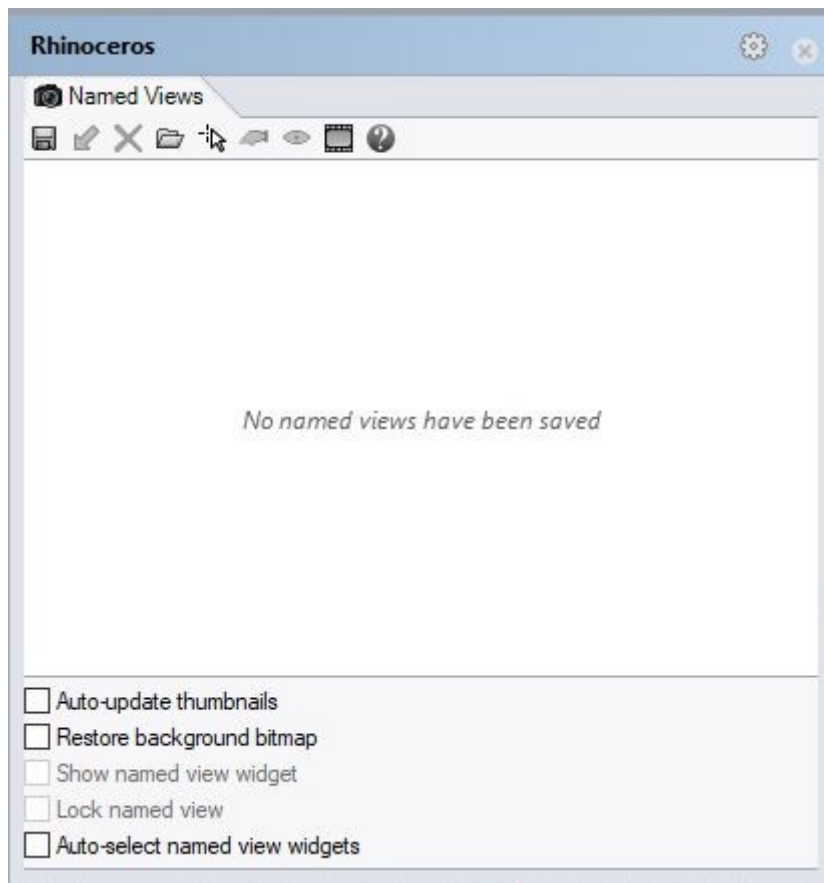 Rhinoceros
Named Views
No named views have been saved
Auto-update thumbnails
Restore background bitmap
Show named view widget
Lock named view
Auto-select named view widgets